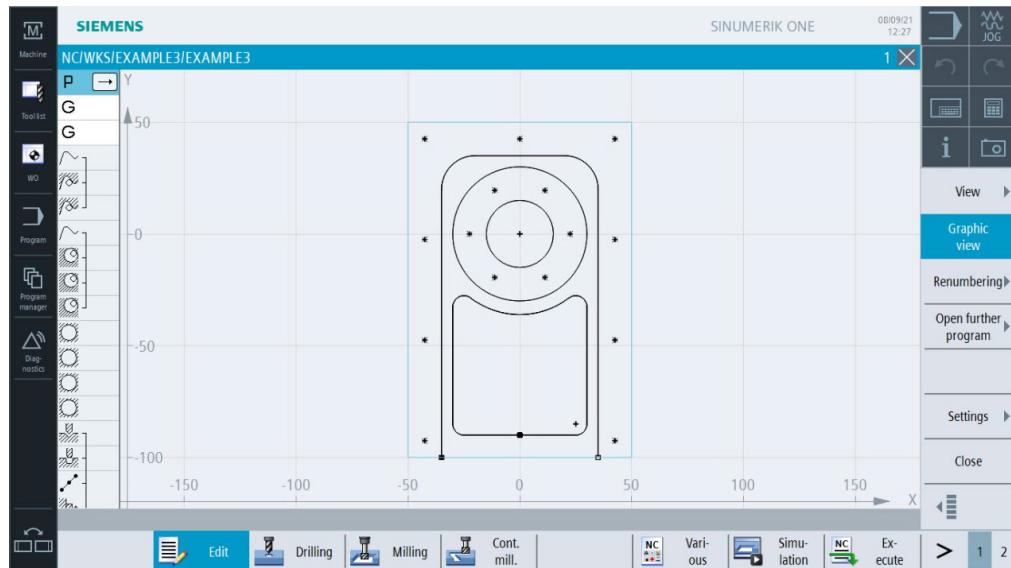 SIEMENS
SINUMERIK ONE
08/09/21
12:27
M
Machine
JOG
NC/WKS/EXAMPLE3/EXAMPLE3
1
P
G
G
Y
50
0
-50
-100
-150
-100
-50
0
50
100
150
X
Tool list
WO
Program
Program
manager
Diag-
nostics
i
View
Graphic
view
Renumbering
Open further
program
Settings
Close
Edit
Drilling
Milling
Cont.
mill.
NC
Vari-
ous
Simu-
lation
NC
Ex-
ecute
>
1
2